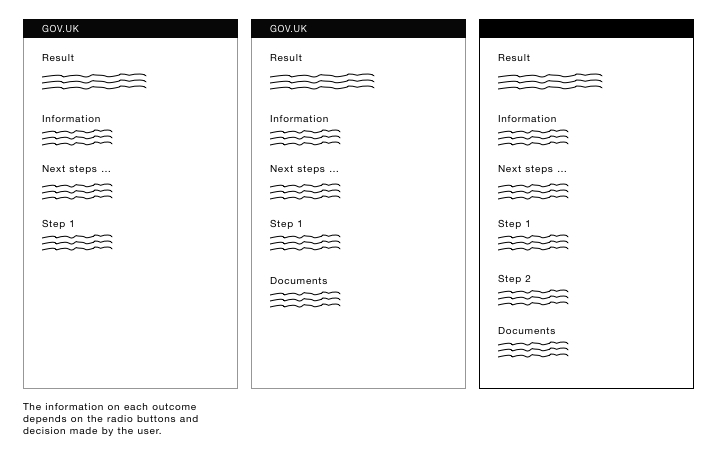 GOV.UK
Result
Information
Next steps ...
Step 1
GOV.UK
Result
Information
Next steps ...
Step 1
Documents
Result
Information
Next steps ...
Step 1
Step 2
Documents
The information on each outcome
depends on the radio buttons and
decision made by the user.